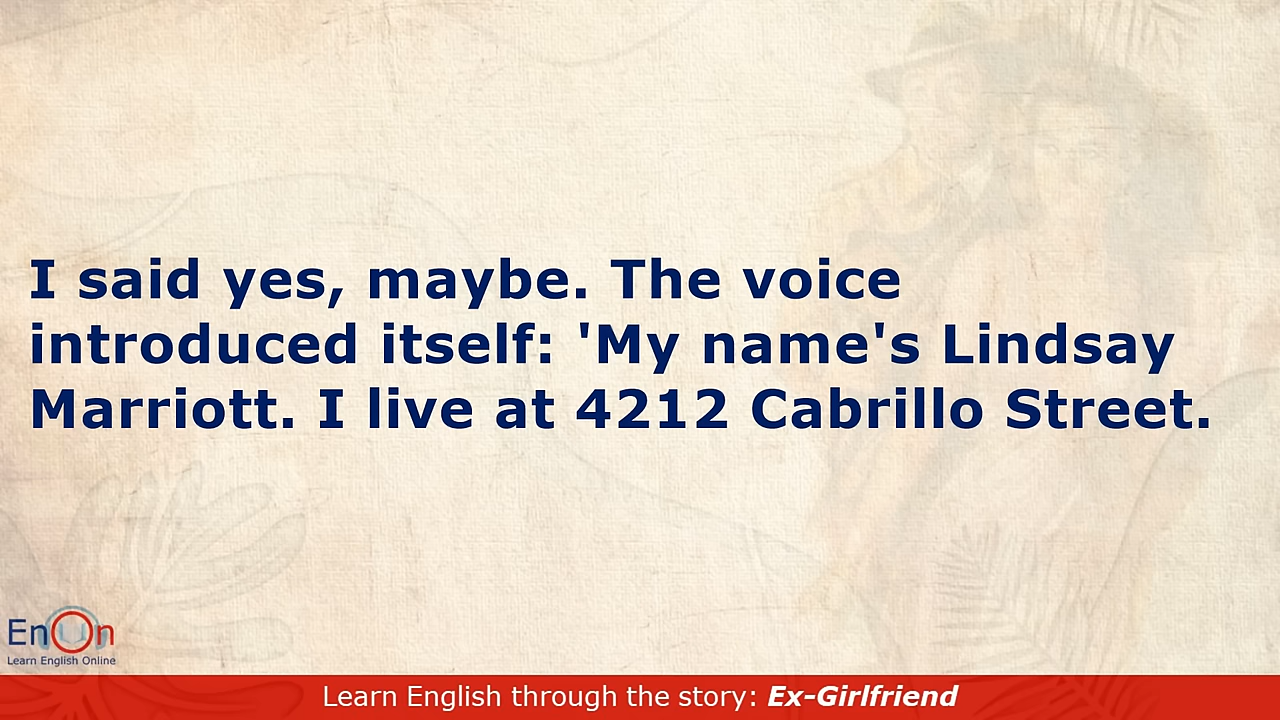 I said yes, maybe. The voice
introduced itself: 'My name's Lindsay
Marriott. I live at 4212 Cabrillo Street.
EnOn
Learn English Online
Learn English through the story: Ex-Girlfriend